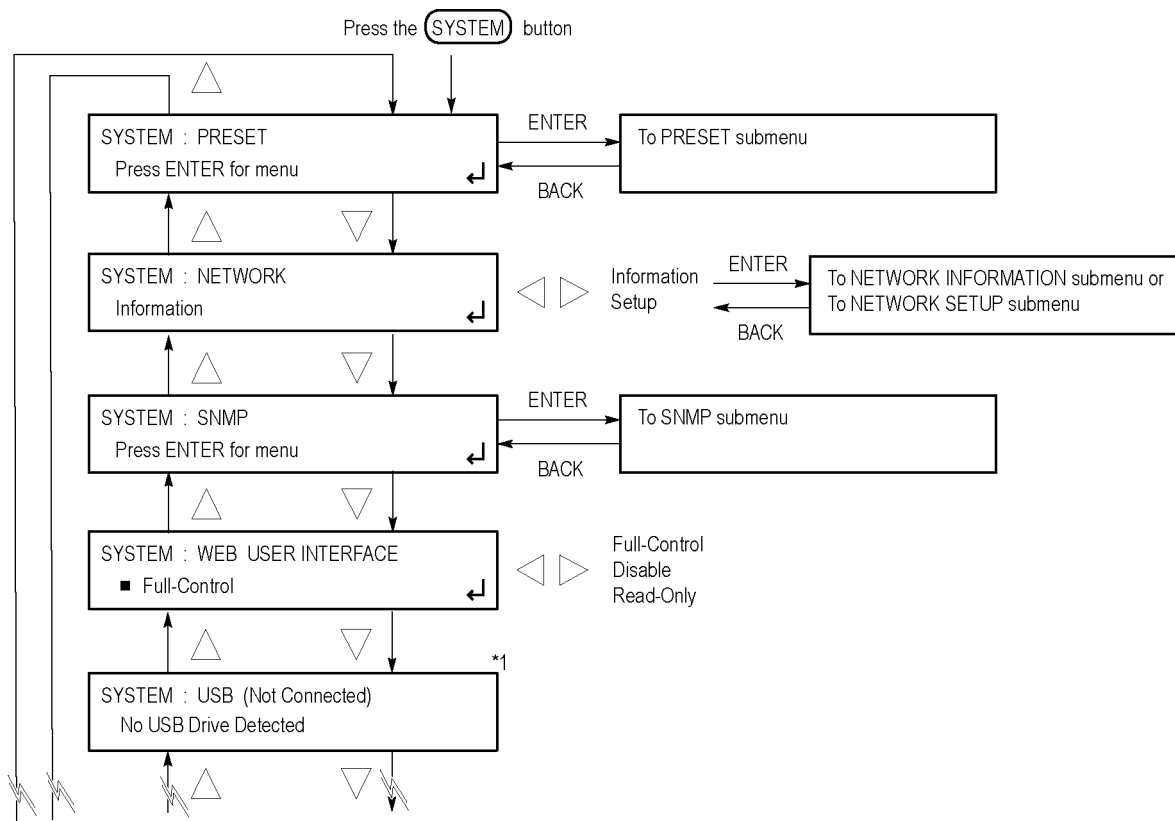 Press the SYSTEM button
SYSTEM : PRESET
Press ENTER for menu
ENTER
BACK
To PRESET submenu
SYSTEM : NETWORK
Information
Information
Setup
ENTER
BACK
To NETWORK INFORMATION submenu or
To NETWORK SETUP submenu
SYSTEM : SNMP
Press ENTER for menu
ENTER
BACK
To SNMP submenu
SYSTEM : WEB USER INTERFACE
■ Full-Control
Full-Control
Disable
Read-Only
*1
SYSTEM : USB (Not Connected)
No USB Drive Detected